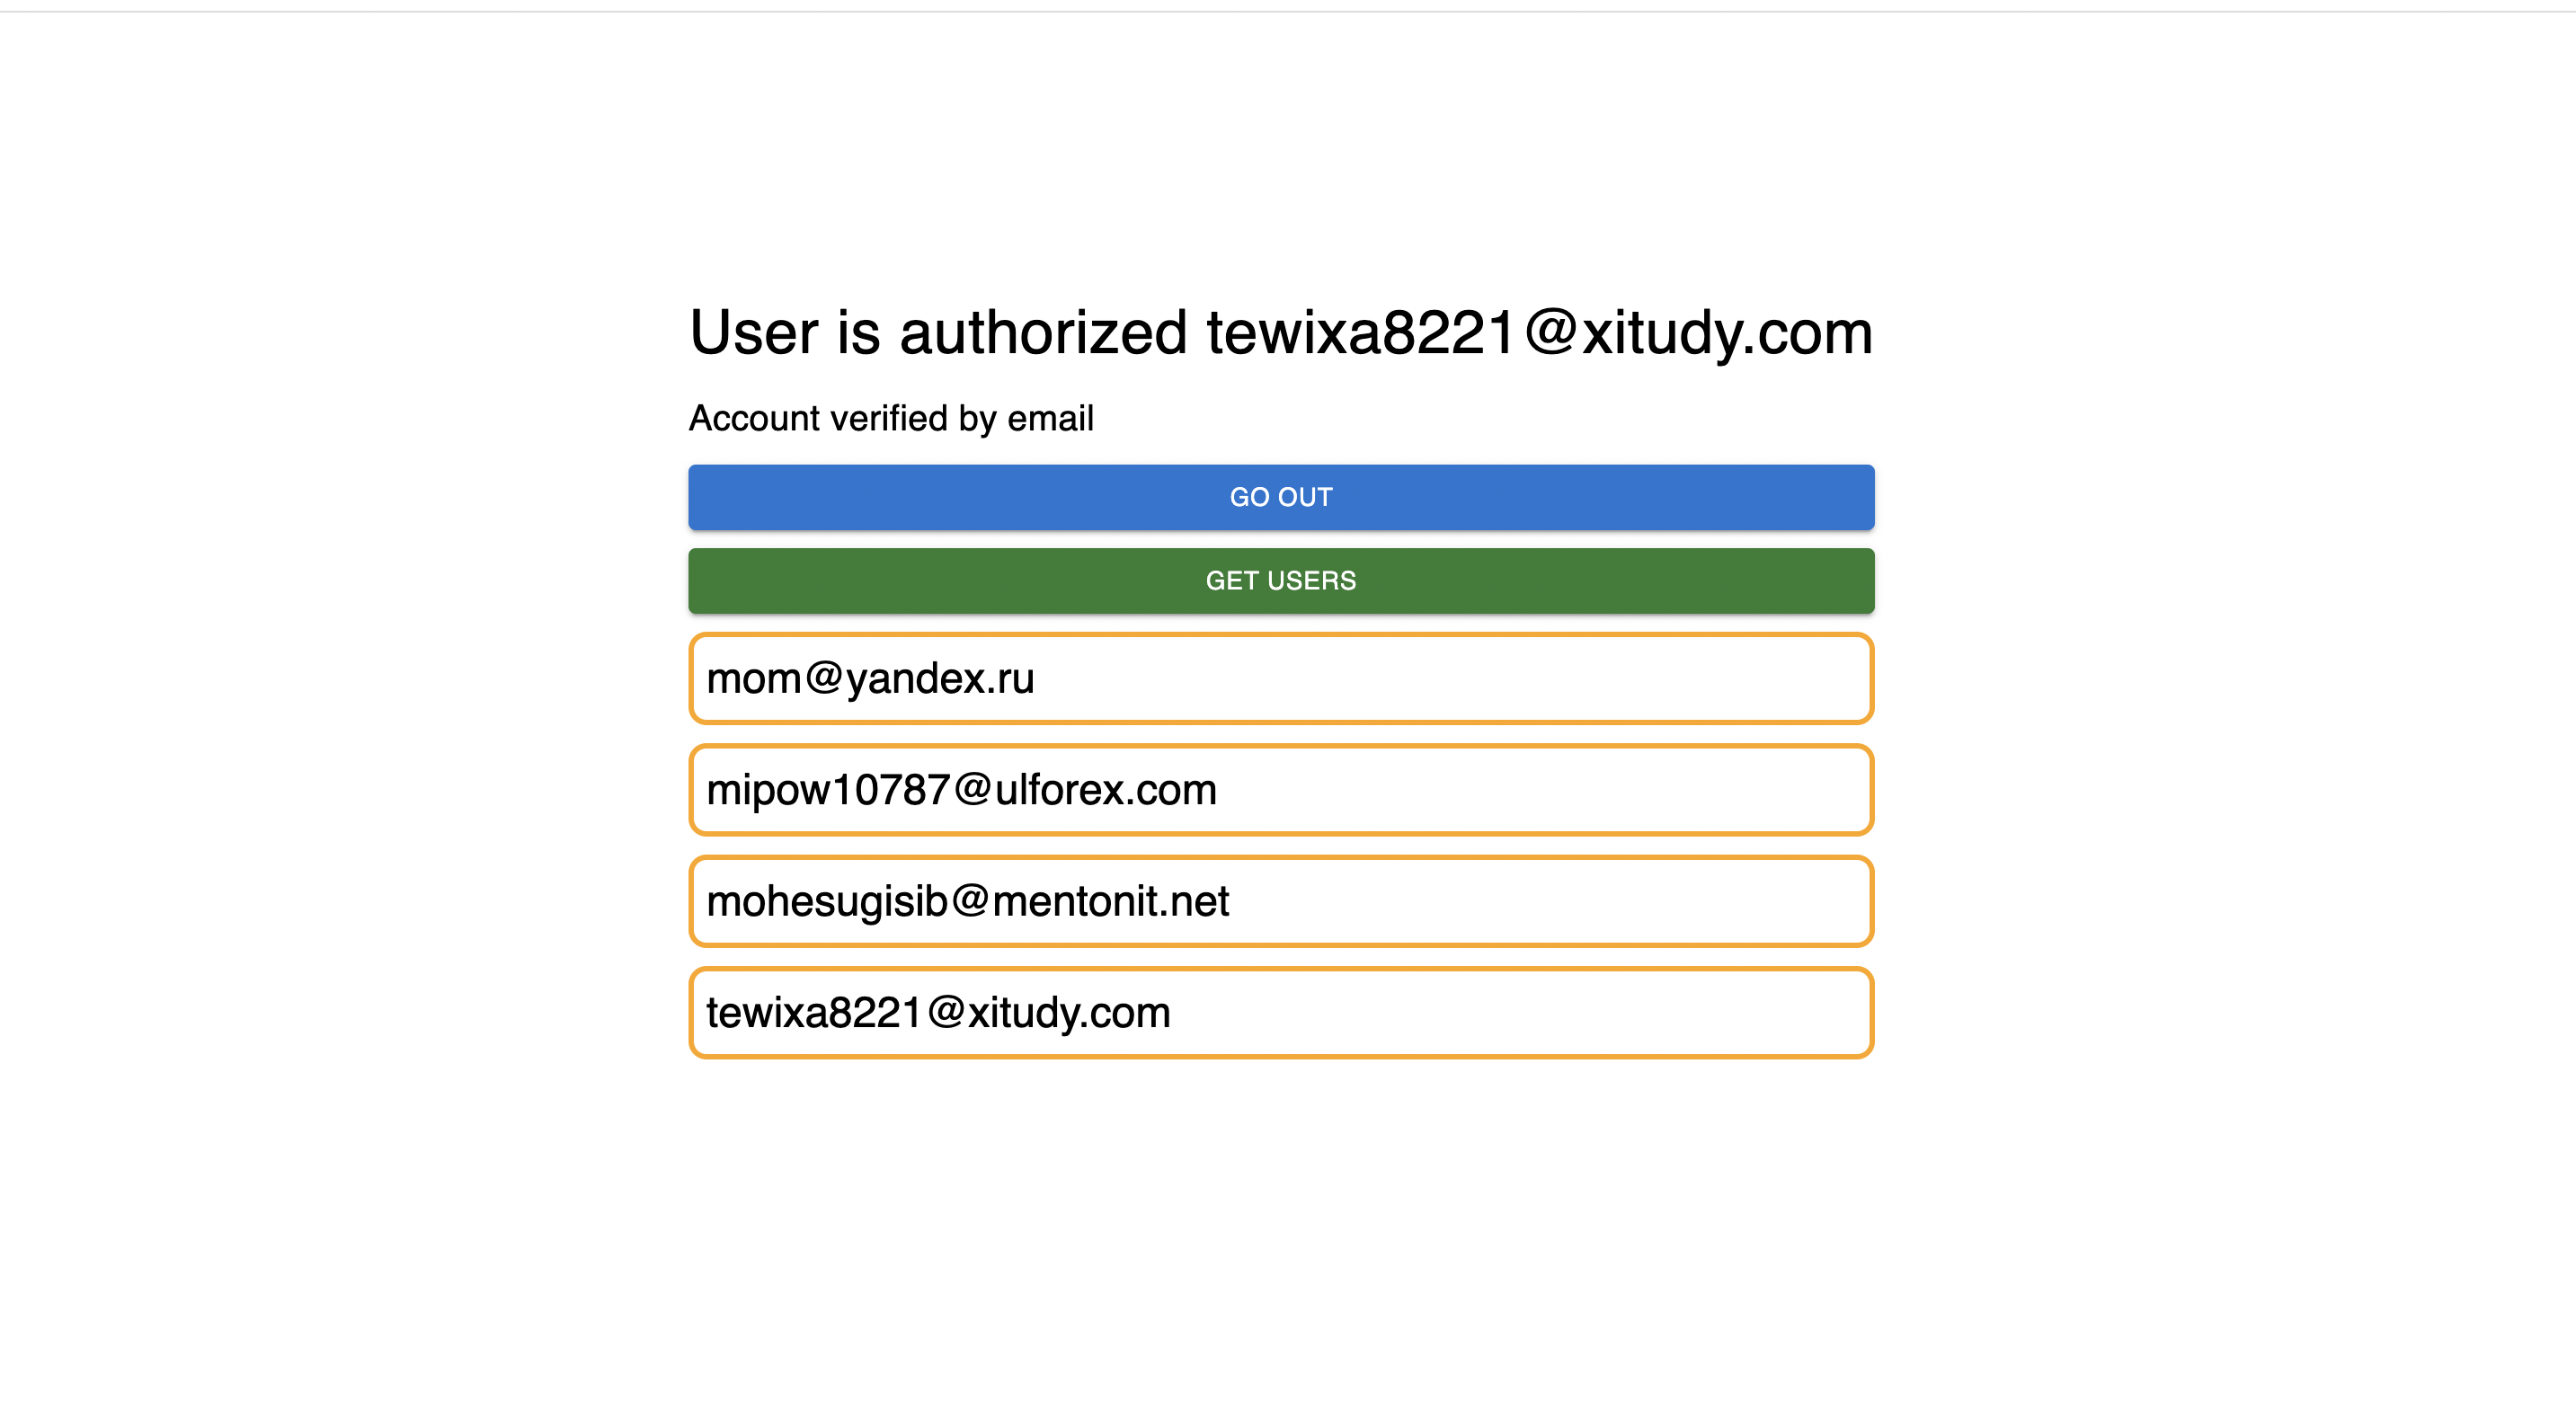 User is authorized tewixa8221@xitudy.com
Account verified by email
GO OUT
GET USERS
mom@yandex.ru
mipow10787@ulforex.com
mohesugisib@mentonit.net
tewixa8221@xitudy.com